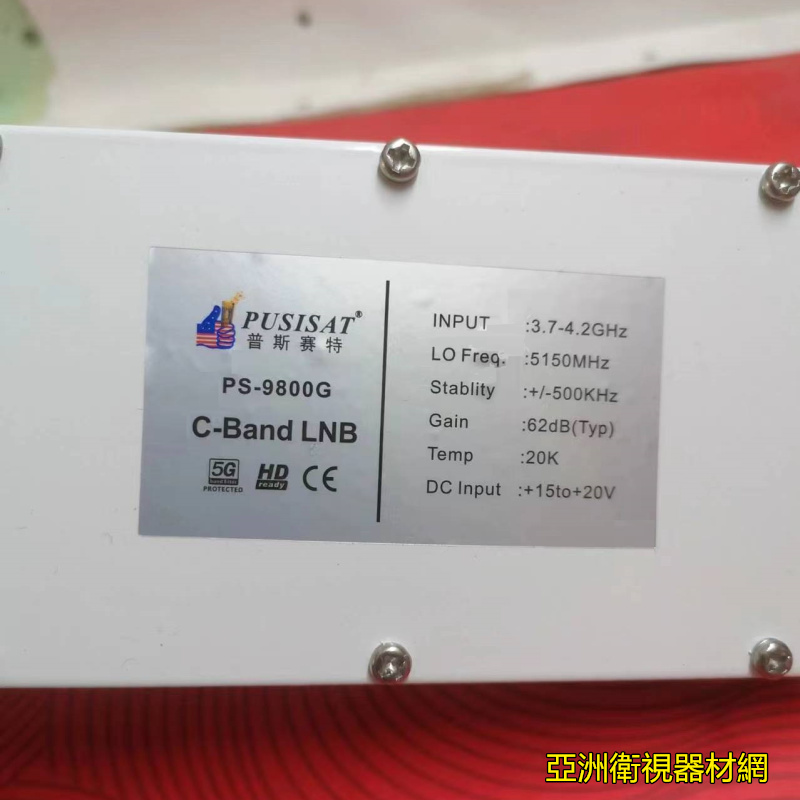 PUSISAT®
普斯赛特
PS-9800G
C-Band LNB
5G
band filter
PROTECTED
HD
ready
CE
INPUT :3.7-4.2GHz
LO Freq. :5150MHz
Stablity :+/-500KHz
Gain :62dB(Typ)
Temp :20K
DC Input :+15to+20V
亞洲衛視器材網